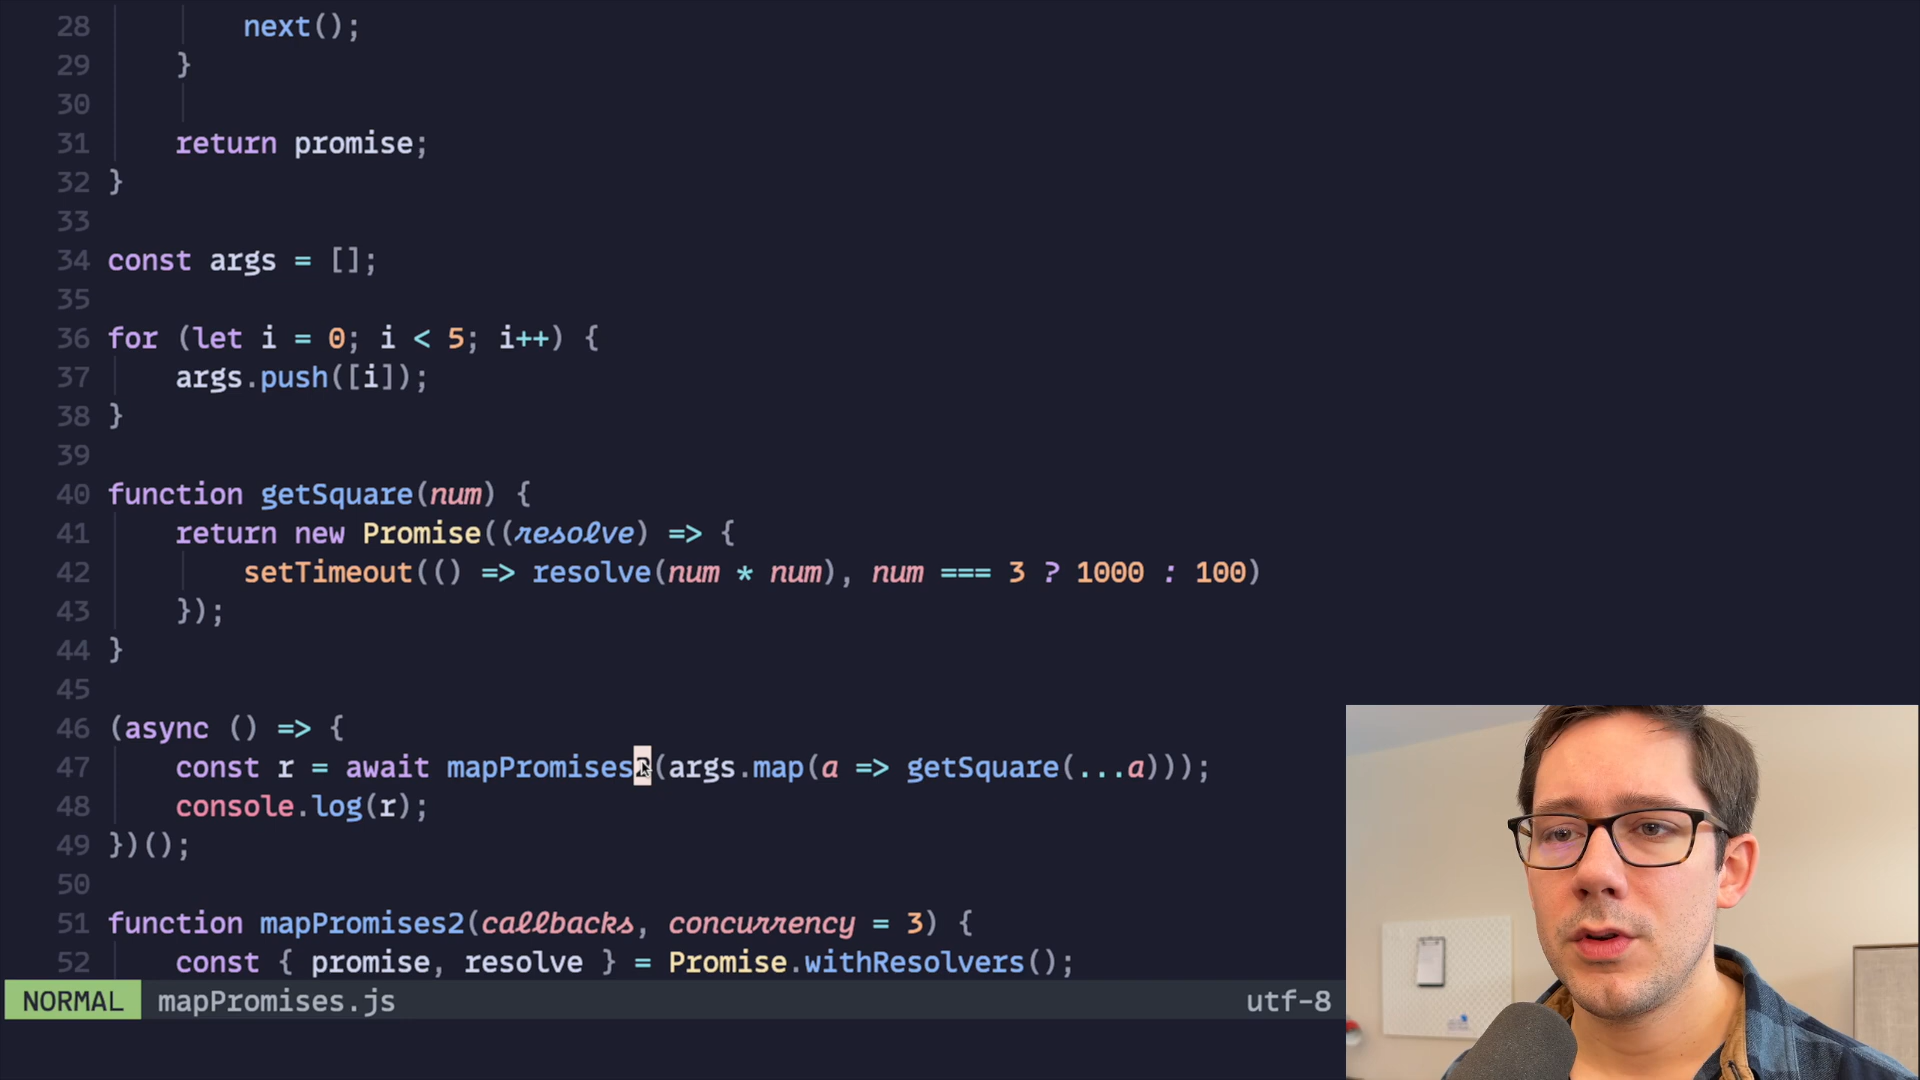 28 next();
29 }
30
31 return promise;
32 }
33
34 const args = [];
35
36 for (let i = 0; i < 5; i++) {
37 args.push([i]);
38 }
39
40 function getSquare(num) {
41 return new Promise((resolve) => {
42 setTimeout(() => resolve(num * num), num === 3 ? 1000 : 100)
43 });
44 }
45
46 (async () => {
47 const r = await mapPromises2(args.map(a => getSquare(...a)));
48 console.log(r);
49 })();
50
51 function mapPromises2(callbacks, concurrency = 3) {
52 const { promise, resolve } = Promise.withResolvers();
NORMAL mapPromises.js utf-8